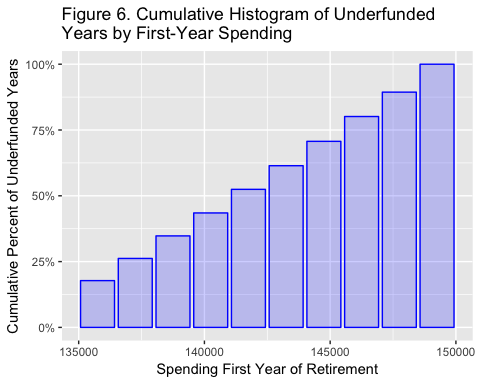 Figure 6. Cumulative Histogram of Underfunded
Years by First-Year Spending
Cumulative Percent of Underfunded Years
100%
75%
50%
25%
0%
135000
140000
145000
150000
Spending First Year of Retirement